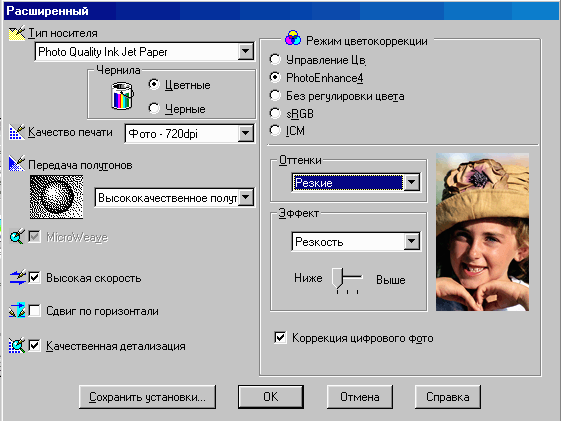 Расширенный
Тип носителя
Photo Quality Ink Jet Paper
Чернила
Цветные
Черные
Качество печати
Фото - 720dpi
Передача полутонов
Высококачественное полут
MicroWeave
Высокая скорость
Сдвиг по горизонтали
Качественная детализация
Режим цветокоррекции
Управление Цв.
PhotoEnhance4
Без регулировки цвета
sRGB
ICM
Оттенки
Резкие
Эффект
Резкость
Ниже
Выше
Коррекция цифрового фото
Сохранить установки...
OK
Отмена
Справка